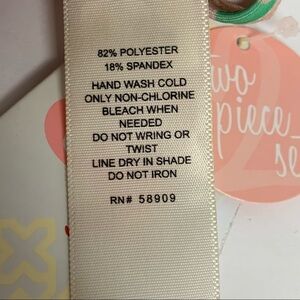 82% POLYESTER
18% SPANDEX
HAND WASH COLD
ONLY NON-CHLORINE
BLEACH WHEN
NEEDED
DO NOT WRING OR
TWIST
LINE DRY IN SHADE
DO NOT IRON
RN# 58909
two
piece
se